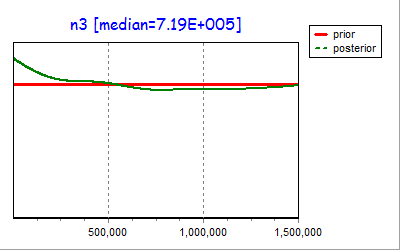 n3 [median=7.19E+005]
prior
posterior
500,000 1,000,000 1,500,000